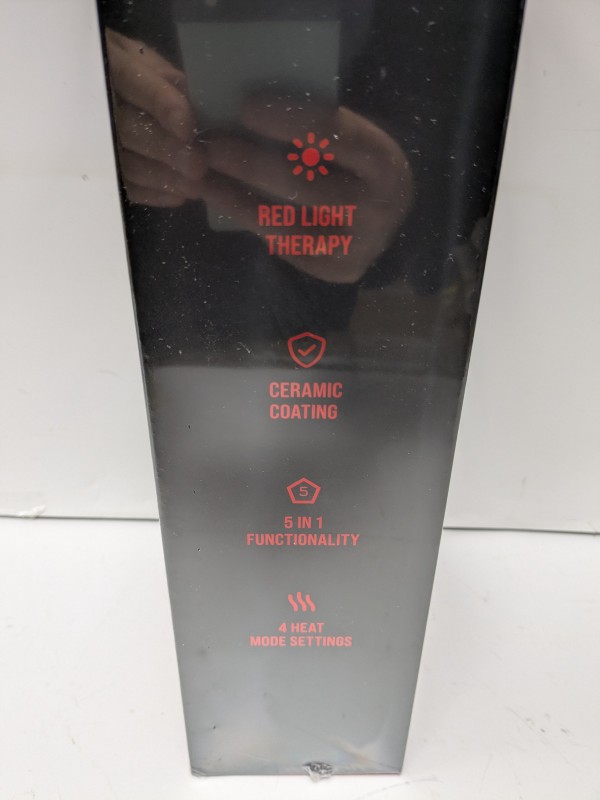 RED LIGHT
THERAPY
CERAMIC
COATING
5
5 IN 1
FUNCTIONALITY
4 HEAT
MODE SETTINGS